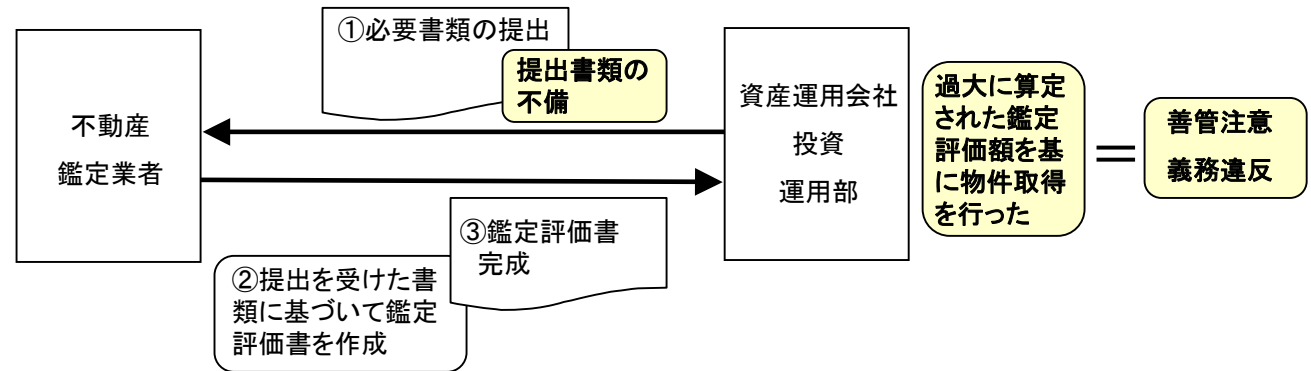 ①必要書類の提出
提出書類の
不備
不動産
鑑定業者
資産運用会社
投資
運用部
過大に算定
された鑑定
評価額を基
に物件取得
を行った
＝
善管注意
義務違反
③鑑定評価書
完成
②提出を受けた書
類に基づいて鑑定
評価書を作成